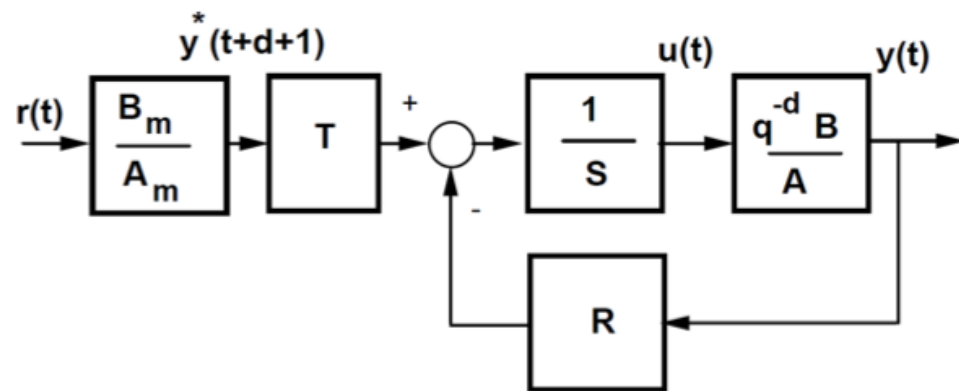 y*(t+d+1)
r(t)
B_m
A_m
T
+
-
1
S
u(t)
q^-d B
A
y(t)
R